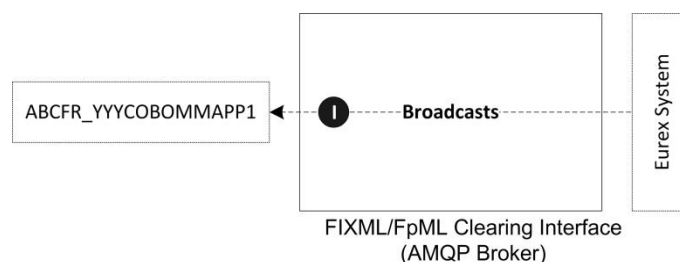 ABCFR_YYYCOBOMMAPP1
I
Broadcasts
Eurex System
FIXML/FpML Clearing Interface
(AMQP Broker)